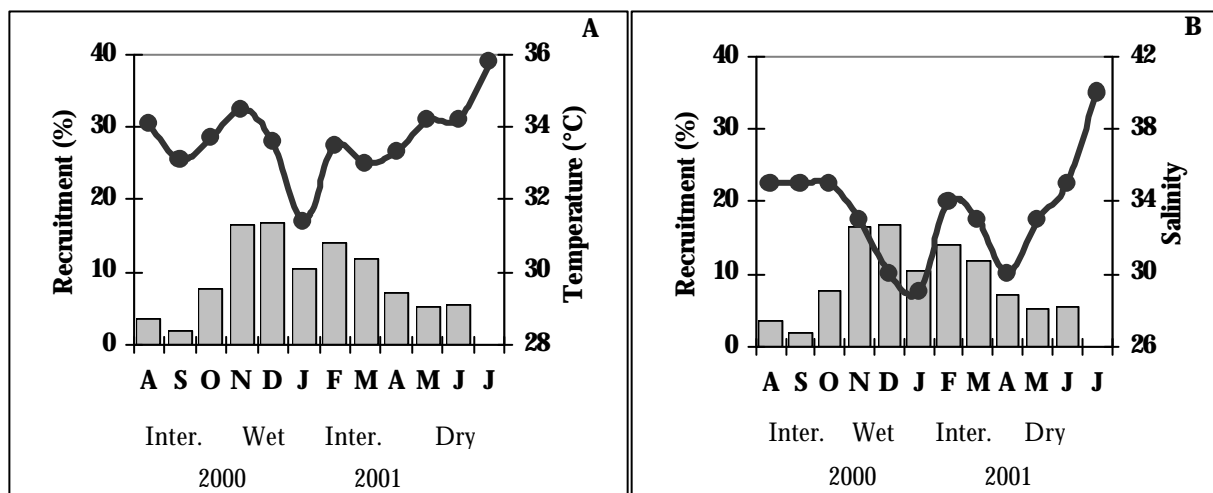 A
40
30
20
10
0
Recruitment (%)
36
34
32
30
28
Temperature (°C)
A S O N D J F M A M J J
Inter. Wet Inter. Dry
2000 2001
B
40
30
20
10
0
Recruitment (%)
42
38
34
30
26
Salinity
A S O N D J F M A M J J
Inter. Wet Inter. Dry
2000 2001